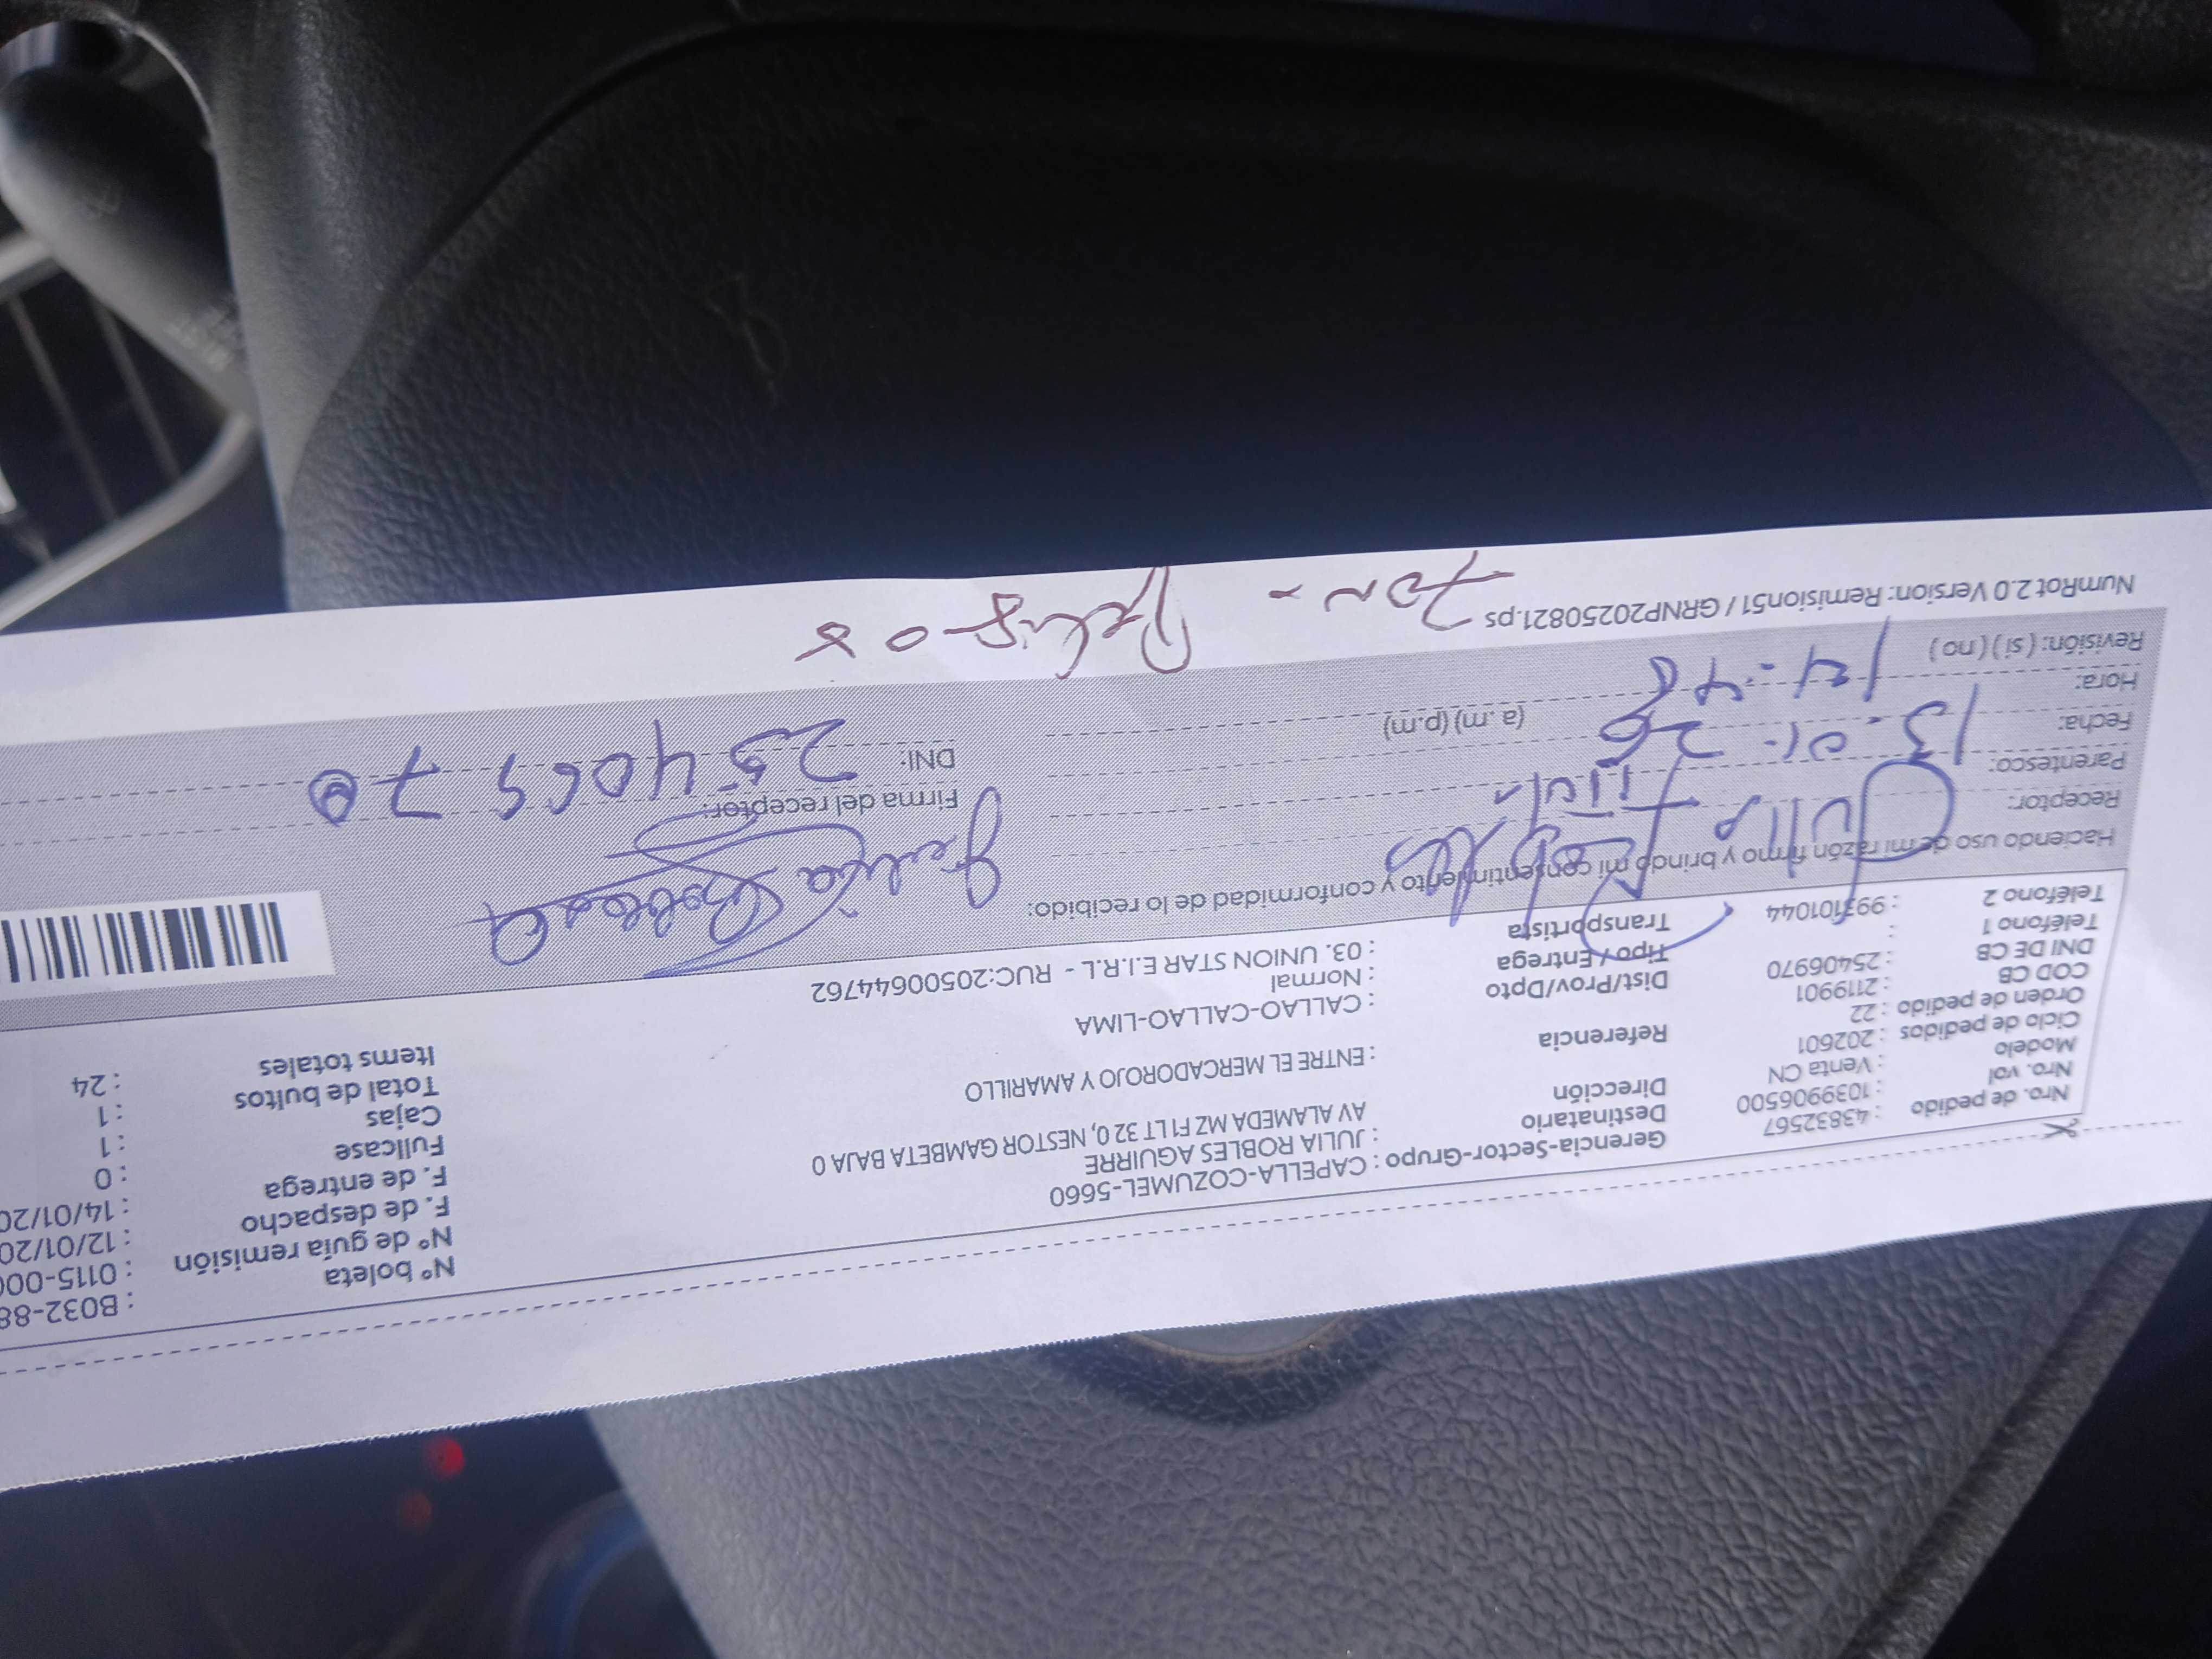 Nº boleta : B032-88
Nº de guía remisión : 0115-000
F. de despacho : 12/01/20
F. de entrega : 14/01/20
Fullcase : 0
Cajas : 1
Total de bultos : 1
Items totales : 24
Gerencia-Sector-Grupo : CAPELLA-COZUMEL-5660
Destinatario : JULIA ROBLES AGUIRRE
Dirección AV ALAMEDA MZ F1 LT 32 0, NESTOR GAMBETA BAJA 0
Referencia : ENTRE EL MERCADOROJO Y AMARILLO
Dist/Prov/Dpto : CALLAO-CALLAO-LIMA
Tipo / Entrega : Normal
Transportista : 03. UNION STAR E.I.R.L - RUC:20500644762
Nro. de pedido : 43832567
Nro. vol : 1039906500
Modelo : Venta CN
Ciclo de pedidos : 202601
Orden de pedido : 22
COD CB : 2119901
DNI DE CB : 25406970
Teléfono 1 :
Teléfono 2 : 993101044
Haciendo uso de mi razón firmo y brindo mi consentimiento y conformidad de lo recibido:
Receptor: Julia Robles
Parentesco: Titular
Fecha: 13-01-26
Hora: 14-48 (a.m) (p.m)
Revisión: ( si ) ( no )
Firma del receptor: Julia Robles A
DNI: 25406970
NumRot 2.0 Version: Remision51 / GRNP20250821.ps